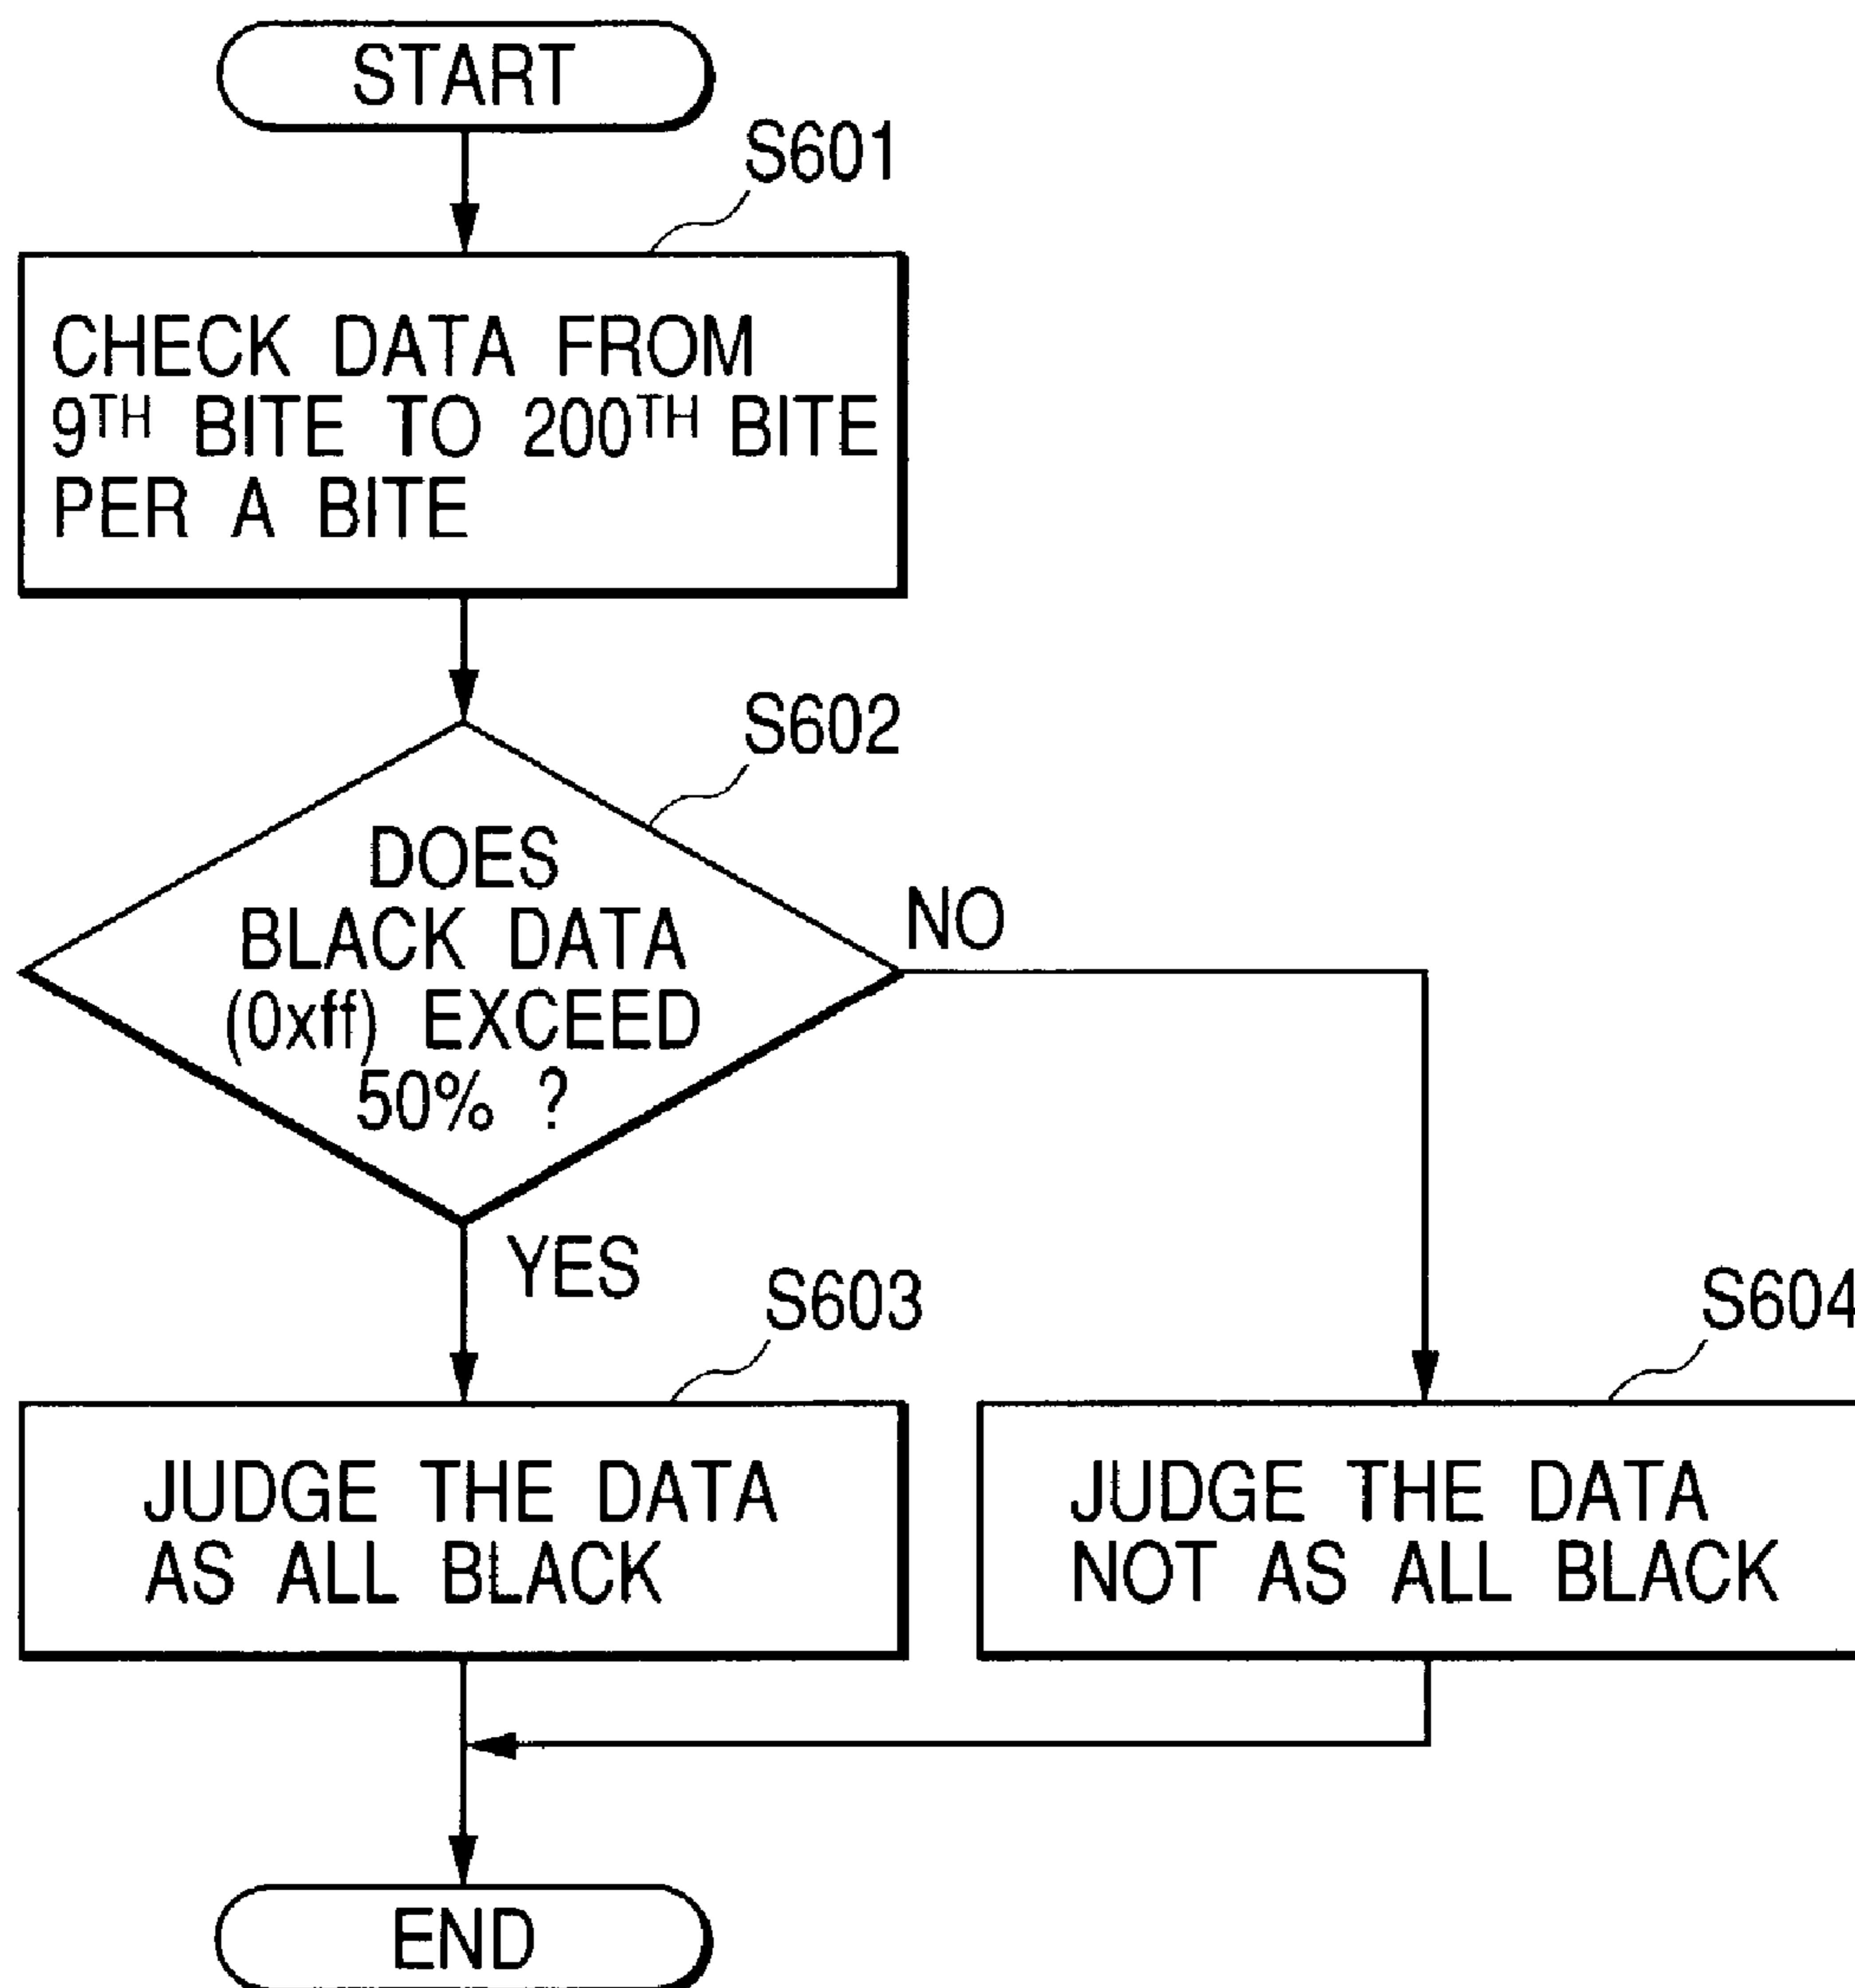 START
S601
CHECK DATA FROM
9TH BITE TO 200TH BITE
PER A BITE
S602
DOES
BLACK DATA
(0xff) EXCEED
50% ?
NO
YES
S603
S604
JUDGE THE DATA
AS ALL BLACK
JUDGE THE DATA
NOT AS ALL BLACK
END